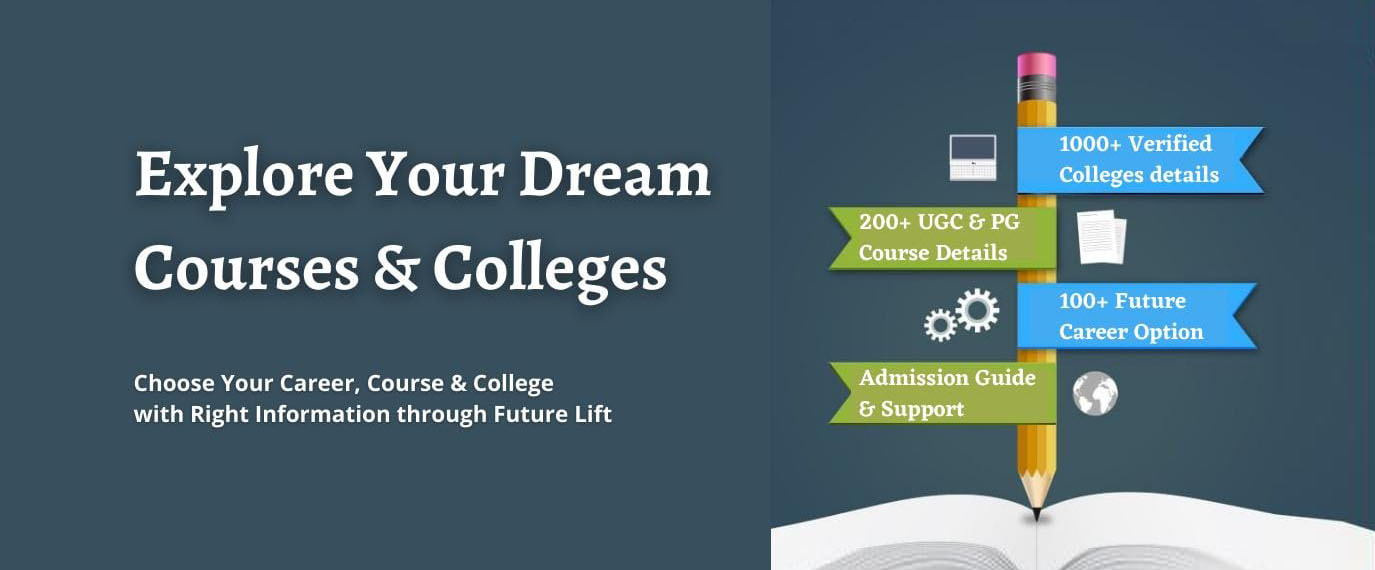 Explore Your Dream
Courses & Colleges
Choose Your Career, Course & College
with Right Information through Future Lift
1000+ Verified
Colleges details
200+ UGC & PG
Course Details
100+ Future
Career Option
Admission Guide
& Support